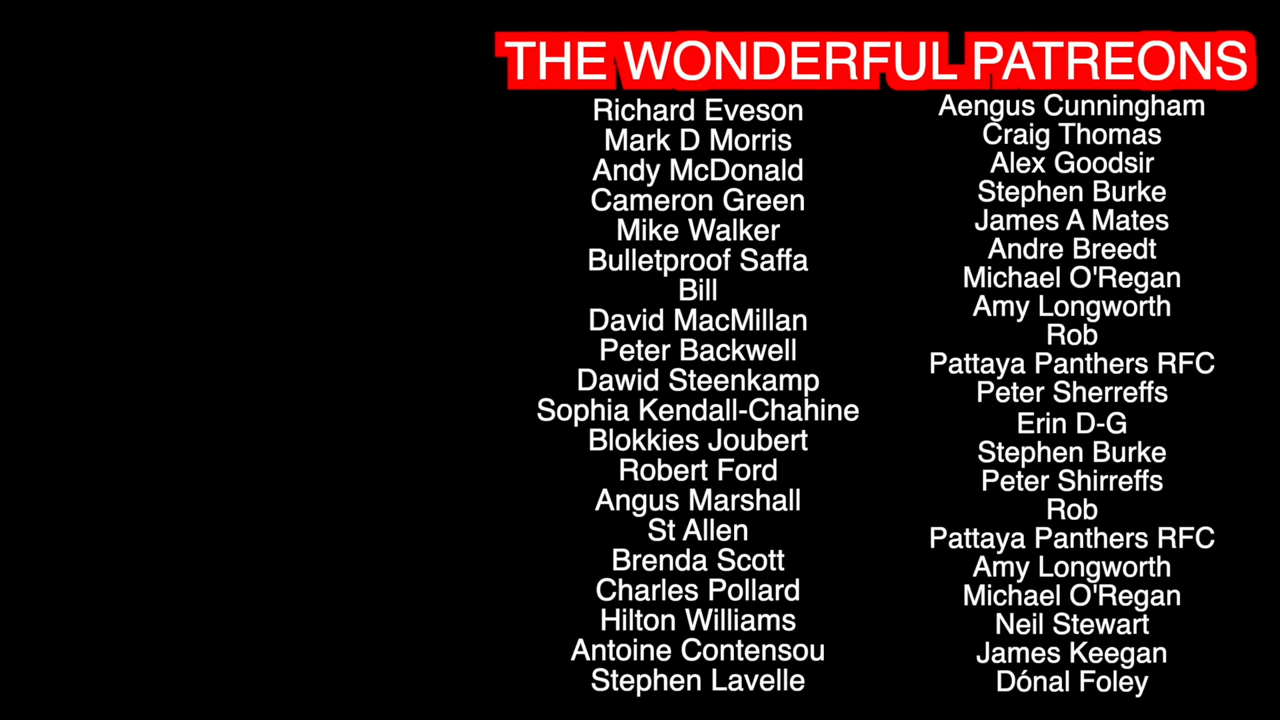 THE WONDERFUL PATREONS
Richard Eveson
Mark D Morris
Andy McDonald
Cameron Green
Mike Walker
Bulletproof Saffa
Bill
David MacMillan
Peter Backwell
Dawid Steenkamp
Sophia Kendall-Chahine
Blokkies Joubert
Robert Ford
Angus Marshall
St Allen
Brenda Scott
Charles Pollard
Hilton Williams
Antoine Contensou
Stephen Lavelle
Aengus Cunningham
Craig Thomas
Alex Goodsir
Stephen Burke
James A Mates
Andre Breedt
Michael O'Regan
Amy Longworth
Rob
Pattaya Panthers RFC
Peter Sherreffs
Erin D-G
Stephen Burke
Peter Shirreffs
Rob
Pattaya Panthers RFC
Amy Longworth
Michael O'Regan
Neil Stewart
James Keegan
Dónal Foley